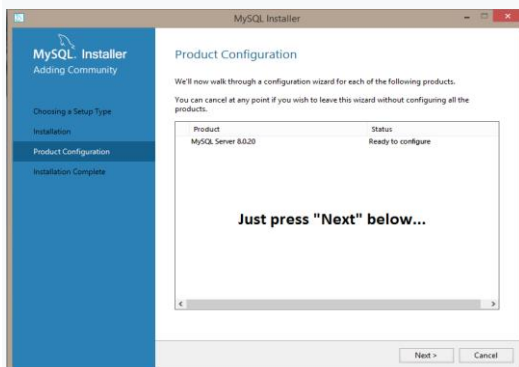 MySQL Installer
MySQL. Installer
Adding Community
Choosing a Setup Type
Installation
Product Configuration
Installation Complete
Product Configuration
We'll now walk through a configuration wizard for each of the following products.
You can cancel at any point if you wish to leave this wizard without configuring all the
products.
Product Status
MySQL Server 8.0.20 Ready to configure
Just press "Next" below...
Next > Cancel